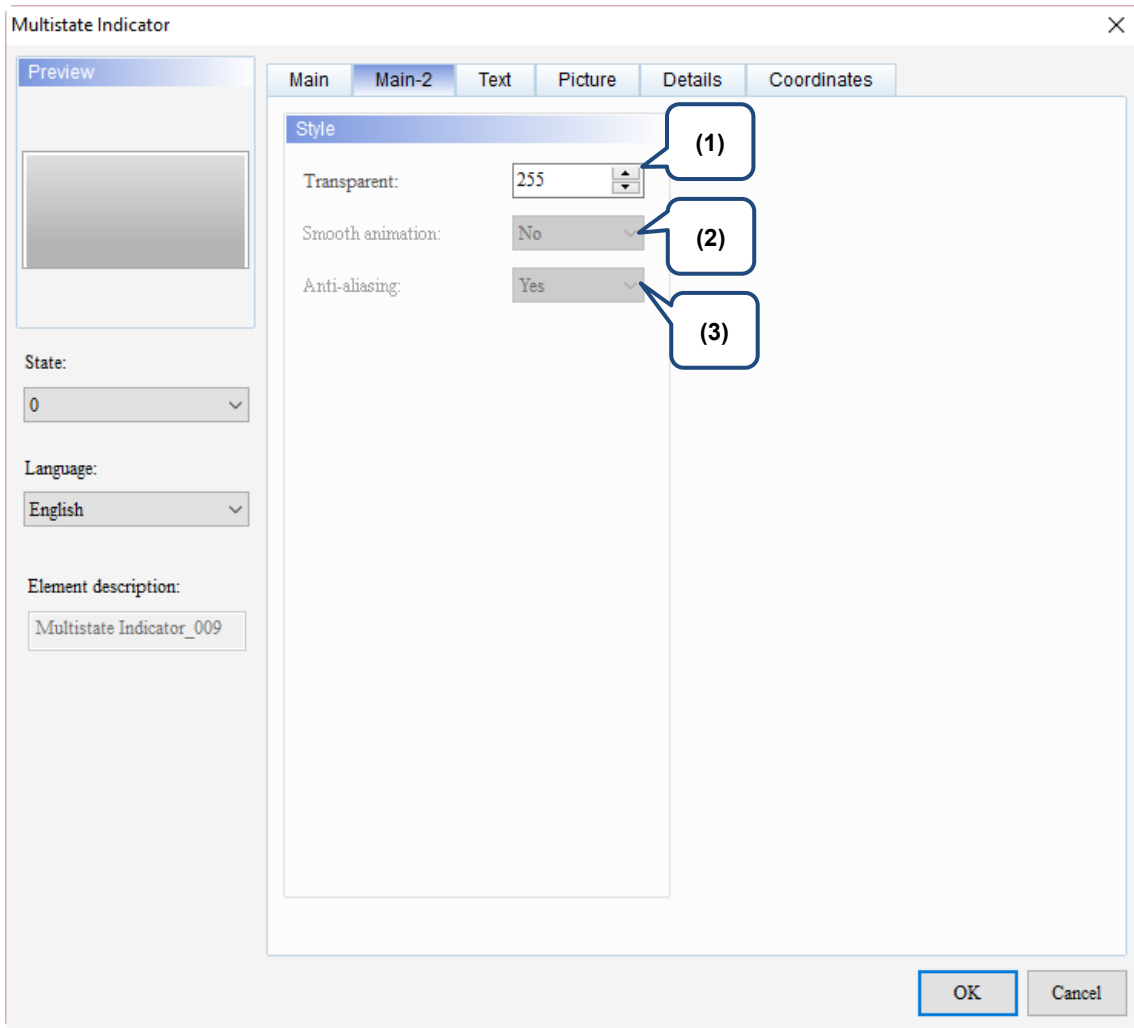 Multistate Indicator
Preview
Main Main-2 Text Picture Details Coordinates
Style
(1)
Transparent: 255
Smooth animation: No
(2)
Anti-aliasing: Yes
(3)
State:
0
Language:
English
Element description:
Multistate Indicator_009
OK Cancel